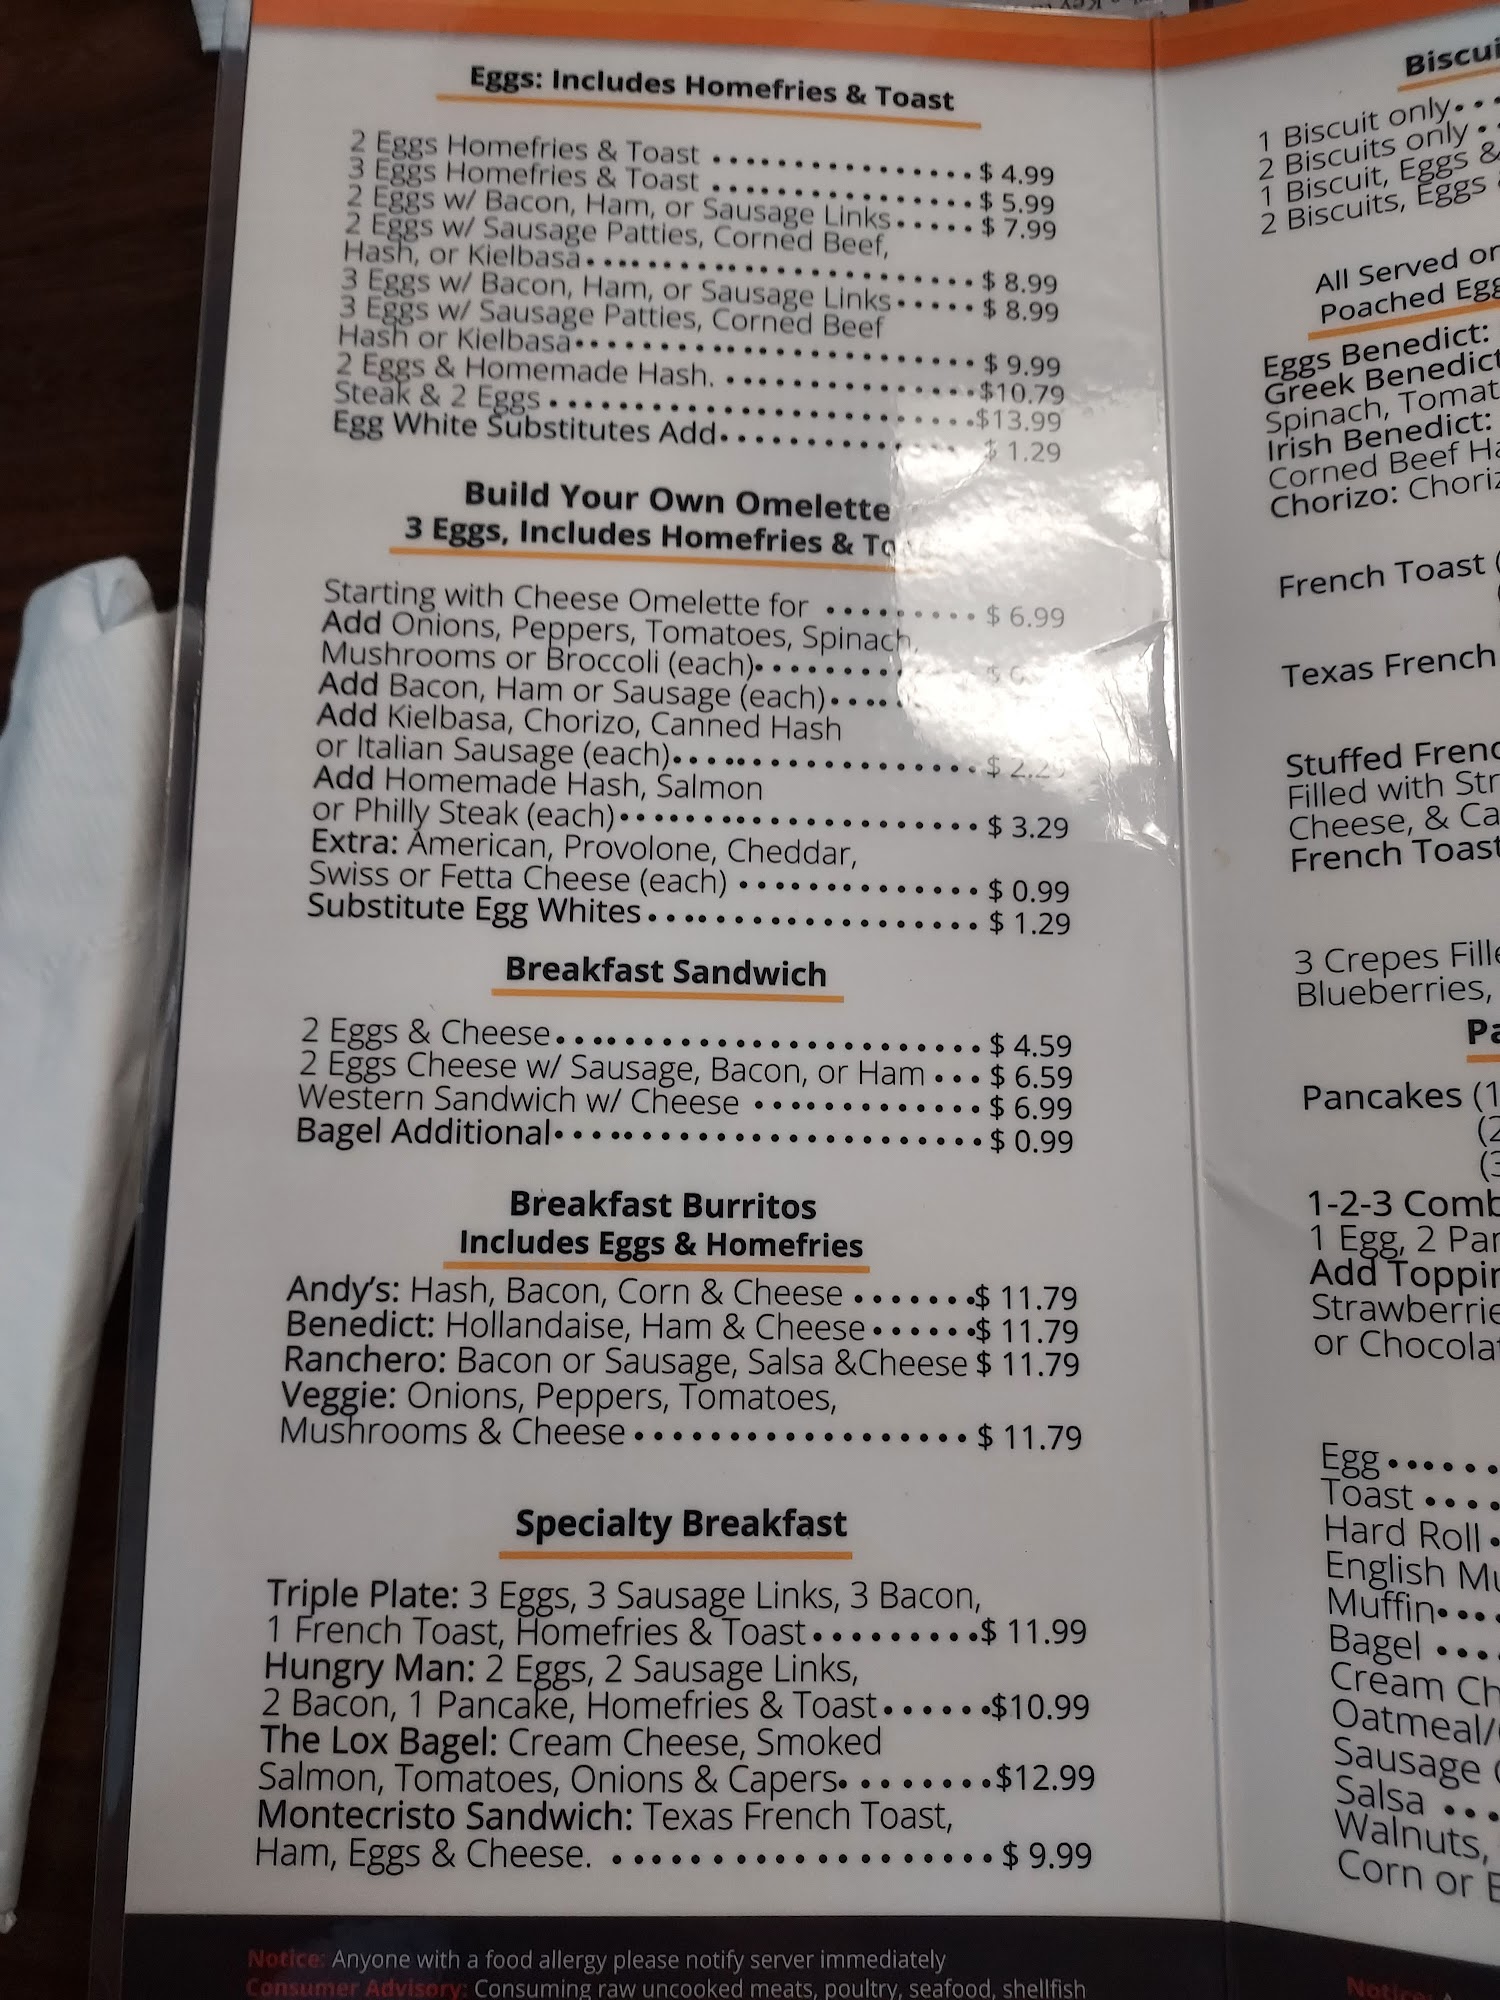 Eggs: Includes Homefries & Toast
2 Eggs Homefries & Toast $ 4.99
3 Eggs Homefries & Toast $ 5.99
2 Eggs w/ Bacon, Ham, or Sausage Links $ 7.99
2 Eggs w/ Sausage Patties, Corned Beef,
Hash, or Kielbasa $ 8.99
3 Eggs w/ Bacon, Ham, or Sausage Links $ 8.99
3 Eggs w/ Sausage Patties, Corned Beef
Hash or Kielbasa $ 9.99
2 Eggs & Homemade Hash. $10.79
Steak & 2 Eggs $13.99
Egg White Substitutes Add $ 1.29
Build Your Own Omelette
3 Eggs, Includes Homefries &
Starting with Cheese Omelette for $ 6.99
Add Onions, Peppers, Tomatoes, Spinach,
Mushrooms or Broccoli (each)
Add Bacon, Ham or Sausage (each)
Add Kielbasa, Chorizo, Canned Hash
or Italian Sausage (each)
Add Homemade Hash, Salmon
or Philly Steak (each) $ 3.29
Extra: American, Provolone, Cheddar,
Swiss or Fetta Cheese (each) $ 0.99
Substitute Egg Whites $ 1.29
Breakfast Sandwich
2 Eggs & Cheese $ 4.59
2 Eggs Cheese w/ Sausage, Bacon, or Ham $ 6.59
Western Sandwich w/ Cheese $ 6.99
Bagel Additional $ 0.99
Breakfast Burritos
Includes Eggs & Homefries
Andy's: Hash, Bacon, Corn & Cheese $ 11.79
Benedict: Hollandaise, Ham & Cheese $ 11.79
Ranchero: Bacon or Sausage, Salsa &Cheese $ 11.79
Veggie: Onions, Peppers, Tomatoes,
Mushrooms & Cheese $ 11.79
Specialty Breakfast
Triple Plate: 3 Eggs, 3 Sausage Links, 3 Bacon,
1 French Toast, Homefries & Toast $ 11.99
Hungry Man: 2 Eggs, 2 Sausage Links,
2 Bacon, 1 Pancake, Homefries & Toast $10.99
The Lox Bagel: Cream Cheese, Smoked
Salmon, Tomatoes, Onions & Capers $12.99
Montecristo Sandwich: Texas French Toast,
Ham, Eggs & Cheese. $ 9.99
Notice: Anyone with a food allergy please notify server immediately
Consumer Advisory: Consuming raw uncooked meats, poultry, seafood, shellfish
1 Biscuit only
2 Biscuits only
1 Biscuit, Eggs &
2 Biscuits, Eggs
All Served
Poached
Eggs Benedict:
Greek
Spinach,
Irish Benedict:
Corned Beef
Chorizo:
French Toast
Texas French
Stuffed
Filled with
Cheese, &
French Toast
3 Crepes
Blueberries,
Pancakes (1
(2
(3
1-2-3
1 Egg, 2
Add
or
Egg
Toast
Hard Roll
English
Muffin
Bagel
Cream
Oatmeal/
Sausage
Salsa
Walnuts,
Corn or
Notice: